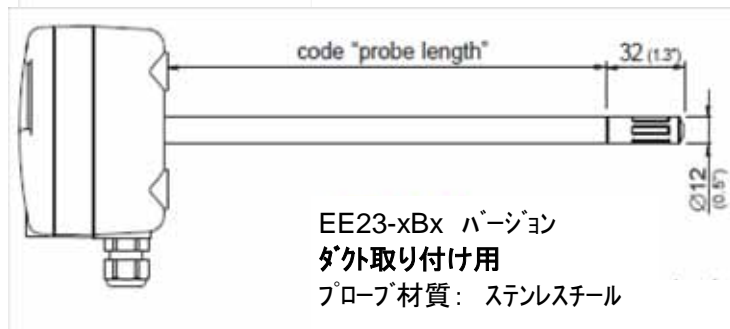 code "probe length"
32 (1.3")
Ø12
(0.5")
EE23-xBx ﾊﾞｰｼﾞｮﾝ
ﾀﾞｸﾄ取り付け用
ﾌﾟﾛｰﾌﾞ材質： ｽﾃﾝﾚｽﾁｰﾙ